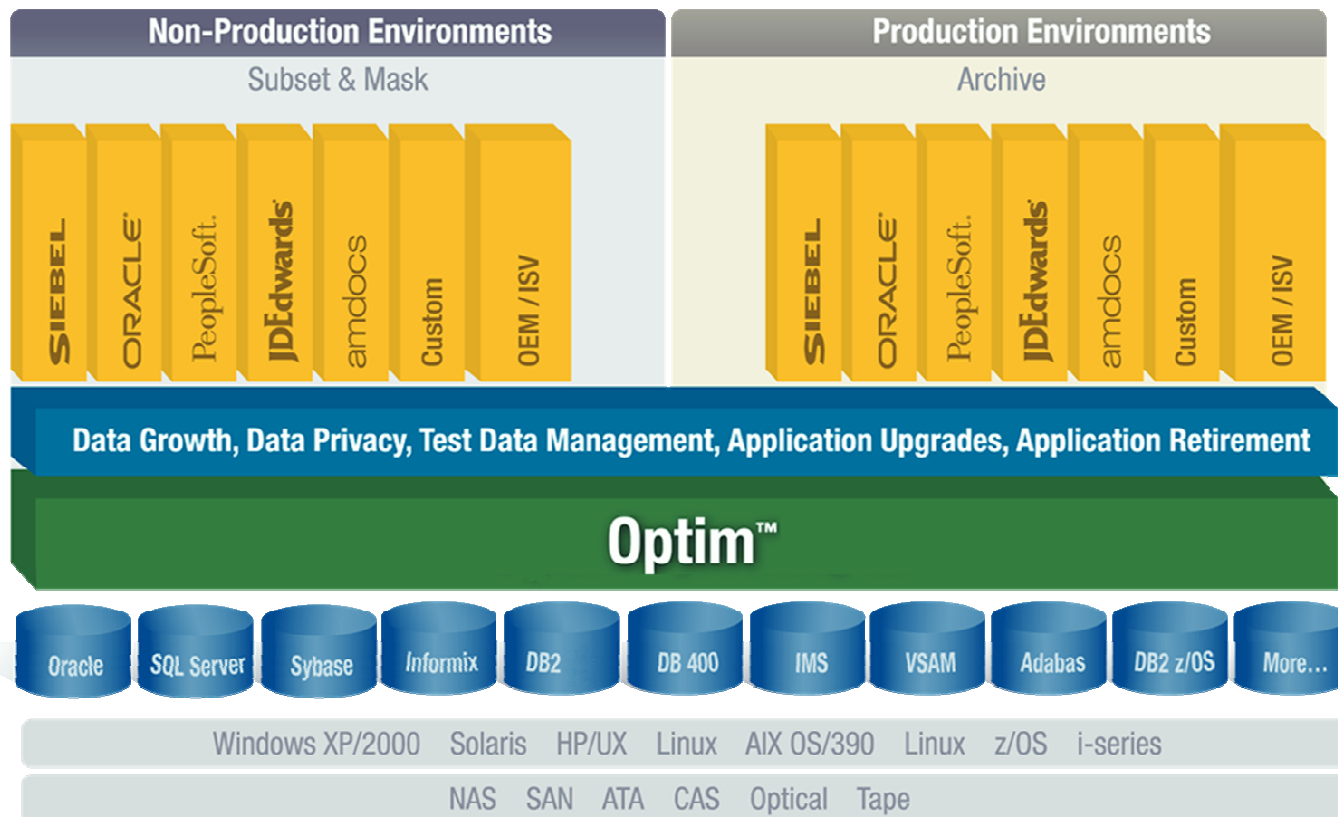 Non-Production Environments
Production Environments
Subset & Mask
Archive
SIEBEL
ORACLE®
PeopleSoft.
JDEdwards®
amdocs
Custom
OEM / ISV
SIEBEL
ORACLE®
PeopleSoft.
JDEdwards®
amdocs
Custom
OEM / ISV
Data Growth, Data Privacy, Test Data Management, Application Upgrades, Application Retirement
Optim™
Oracle
SQL Server
Sybase
Informix
DB2
DB 400
IMS
VSAM
Adabas
DB2 z/OS
More...
Windows XP/2000 Solaris HP/UX Linux AIX OS/390 Linux z/OS i-series
NAS SAN ATA CAS Optical Tape